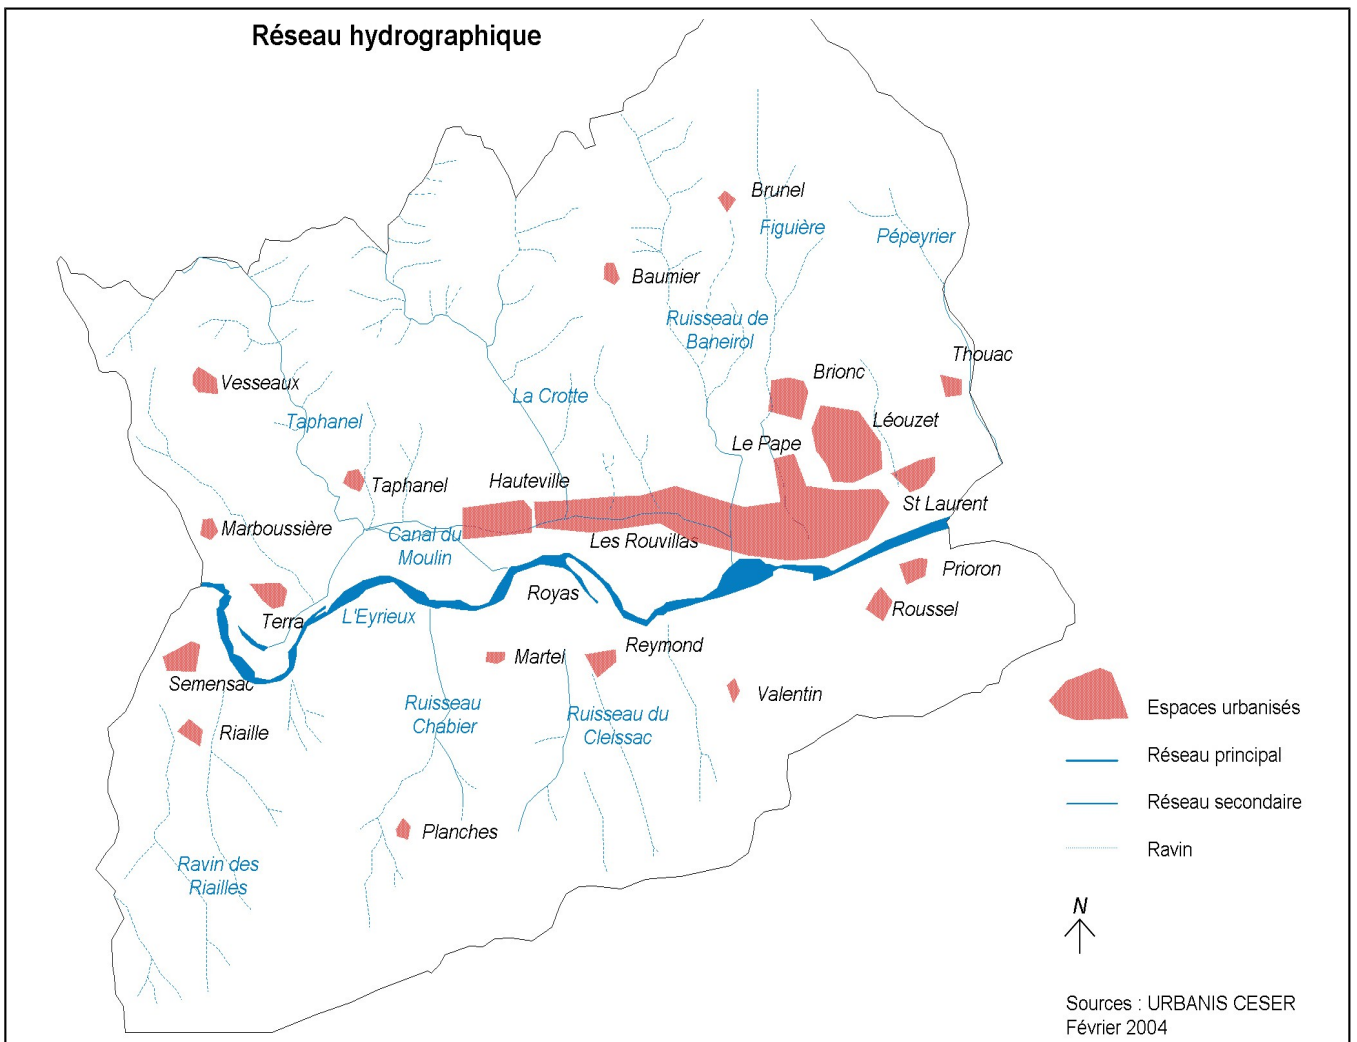 Réseau hydrographique
Brunel
Figuière
Pépeyrier
Baumier
Ruisseau de
Baneirol
Thouac
Vesseaux
Brionc
La Crotte
Taphanel
Léouzet
Le Pape
Taphanel
Hauteville
St Laurent
Marboussière
Canal du
Moulin
Les Rouvillas
Prioron
Royas
Roussel
Terra
L'Eyrieux
Reymond
Martel
Semensac
Valentin
Ruisseau
Chabier
Ruisseau du
Cleissac
Riaille
Planches
Ravin des
Riailles
Espaces urbanisés
Réseau principal
Réseau secondaire
Ravin
N
Sources : URBANIS CESER
Février 2004